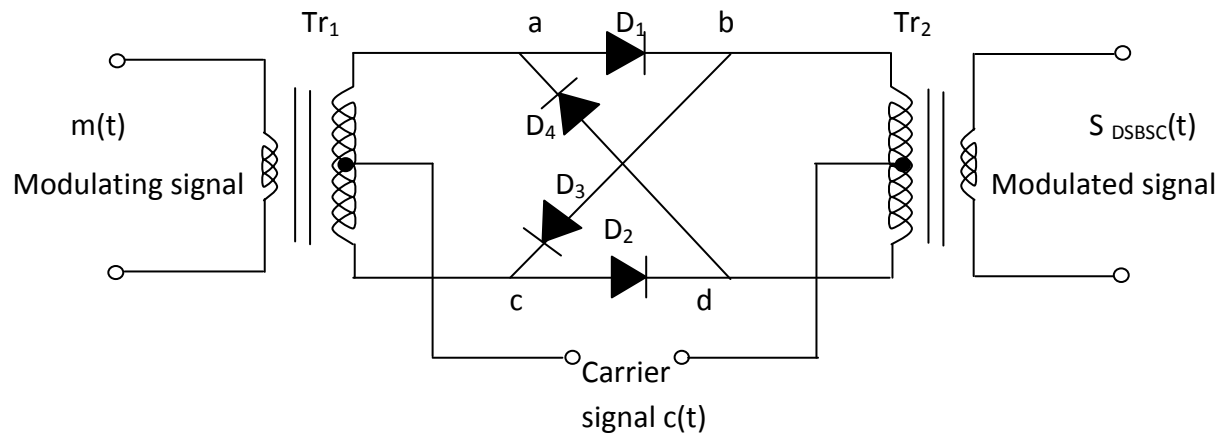 Tr₁
a
D₁
b
Tr₂
m(t)
D₄
S DSBSC(t)
Modulating signal
D₃
Modulated signal
D₂
c
d
Carrier
signal c(t)